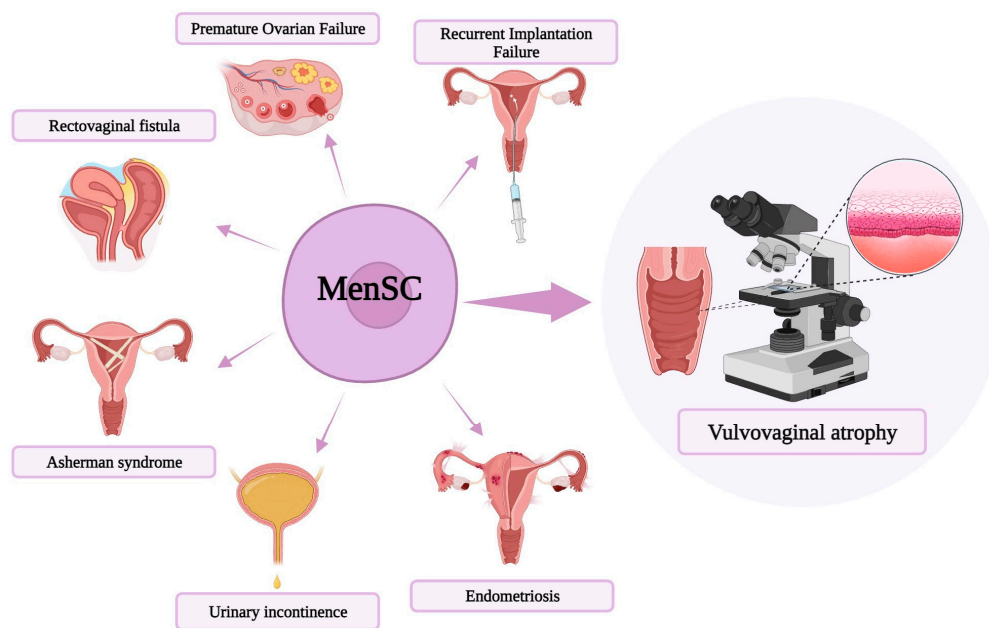 Premature Ovarian Failure
Recurrent Implantation
Failure
Rectovaginal fistula
MenSC
Vulvovaginal atrophy
Asherman syndrome
Endometriosis
Urinary incontinence